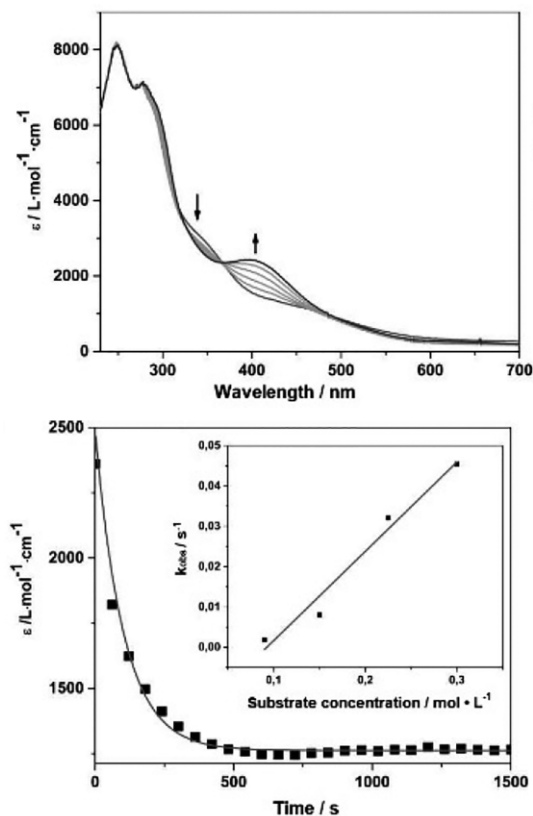 8000
6000
4000
2000
0
ε / L·mol⁻¹·cm⁻¹
300 400 500 600 700
Wavelength / nm
2500
2000
1500
ε /L·mol⁻¹·cm⁻¹
0,05
0,04
0,03
0,02
0,01
0,00
k_obs / s⁻¹
0,1 0,2 0,3
Substrate concentration / mol • L⁻¹
0 500 1000 1500
Time / s